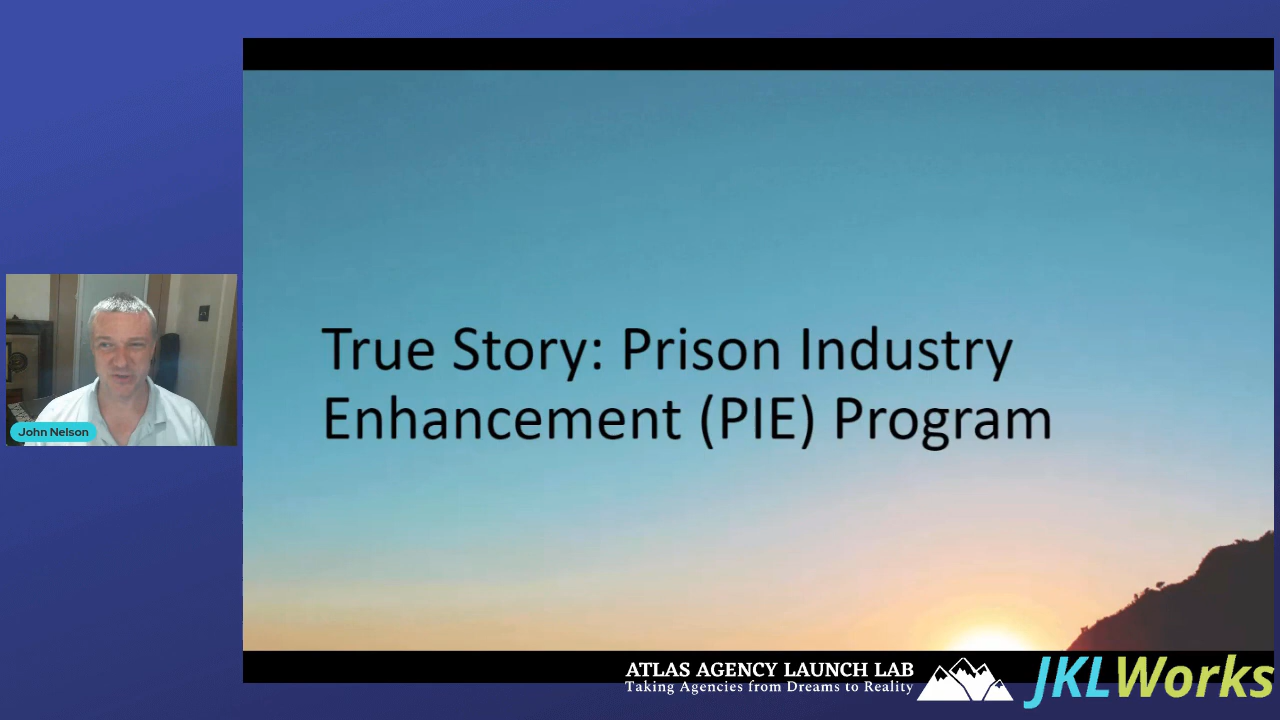 True Story: Prison Industry
Enhancement (PIE) Program
John Nelson
ATLAS AGENCY LAUNCH LAB
Taking Agencies from Dreams to Reality
JKLWorks